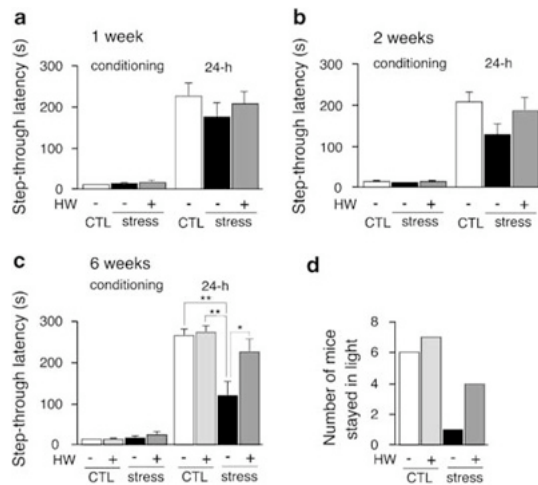 a
1 week
conditioning 24-h
Step-through latency (s)
300
200
100
0
HW - - + - - +
CTL stress CTL stress
b
2 weeks
conditioning 24-h
Step-through latency (s)
300
200
100
0
HW - - + - - +
CTL stress CTL stress
c
6 weeks
conditioning 24-h
Step-through latency (s)
300
200
100
0
**
**
*
HW - + - + - + - +
CTL stress CTL stress
d
Number of mice
stayed in light
8
6
4
2
0
HW - + - +
CTL stress